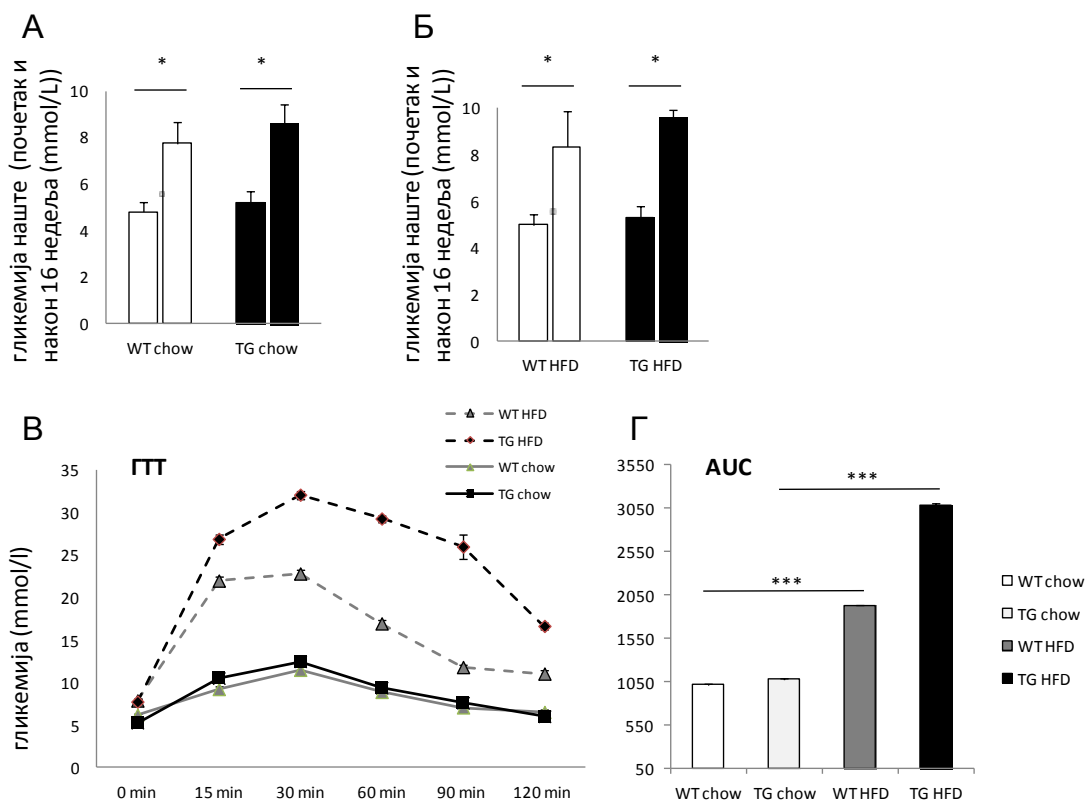 А
гликемија наште (почетак и
након 16 недеља (mmol/L))
* *
10
8
6
4
2
0
WT chow TG chow
Б
гликемија наште (почетак и
након 16 недеља (mmol/L))
* *
10
8
6
4
2
0
WT HFD TG HFD
В
ГТТ
WT HFD
TG HFD
WT chow
TG chow
гликемија (mmol/l)
35
30
25
20
15
10
5
0
0 min 15 min 30 min 60 min 90 min 120 min
Г
AUC
***
***
3550
3050
2550
2050
1550
1050
550
50
WT chow TG chow WT HFD TG HFD
WT chow
TG chow
WT HFD
TG HFD